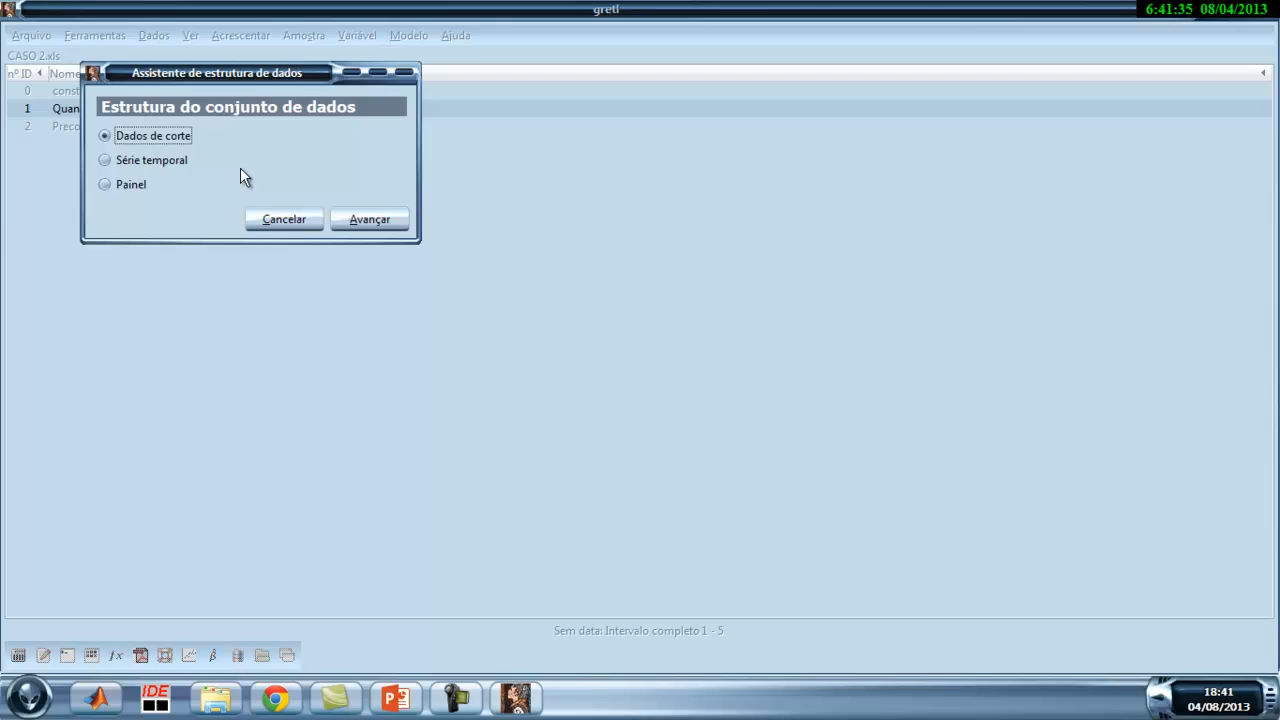 gretl
6:41:35 08/04/2013
Arquivo Ferramentas Dados Ver Acrescentar Amostra Variável Modelo Ajuda
CASO 2.xls
nº ID Nome
0 const
1 Quan
2 Preco
Assistente de estrutura de dados
Estrutura do conjunto de dados
Dados de corte
Série temporal
Painel
Cancelar Avançar
Sem data: Intervalo completo 1 - 5
fx β
IDE
18:41
04/08/2013